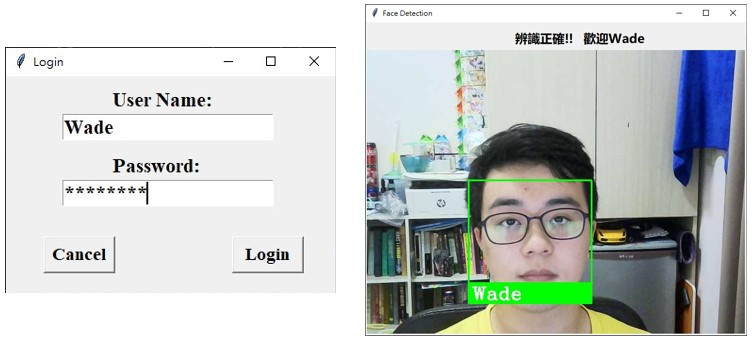 Login
User Name:
Wade
Password:
********
Cancel
Login
Face Detection
辨識正確!! 歡迎Wade
Wade